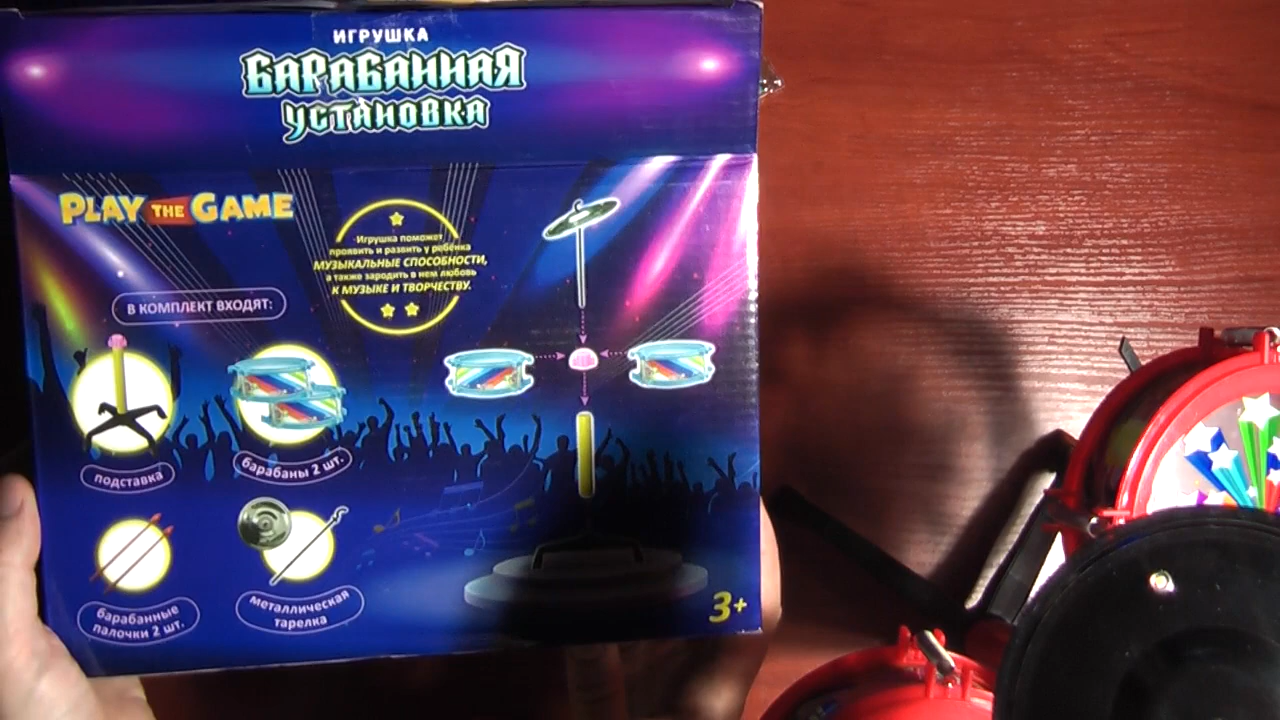 ИГРУШКА
БАРАБАННАЯ
УСТАНОВКА
PLAY THE GAME
Игрушка поможет
проявить и развить у ребёнка
МУЗЫКАЛЬНЫЕ СПОСОБНОСТИ,
а также зародить в нем любовь
К МУЗЫКЕ И ТВОРЧЕСТВУ.
В КОМПЛЕКТ ВХОДЯТ:
подставка
барабаны 2 шт.
барабанные
палочки 2 шт.
металлическая
тарелка
3+